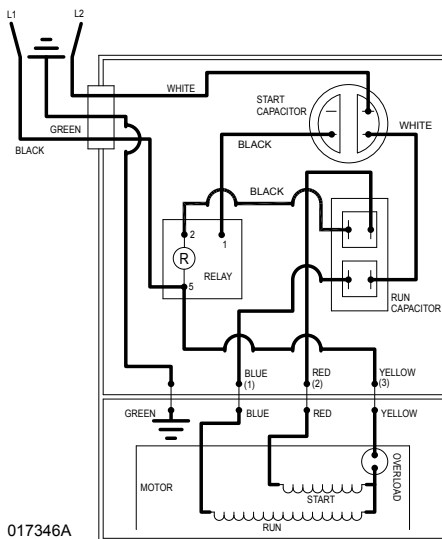 L1
L2
WHITE
START
CAPACITOR
GREEN
BLACK
BLACK
WHITE
BLACK
2
1
R
RELAY
5
RUN
CAPACITOR
BLUE
(1)
RED
(2)
YELLOW
(3)
GREEN
BLUE
RED
YELLOW
MOTOR
OVERLOAD
START
RUN
017346A